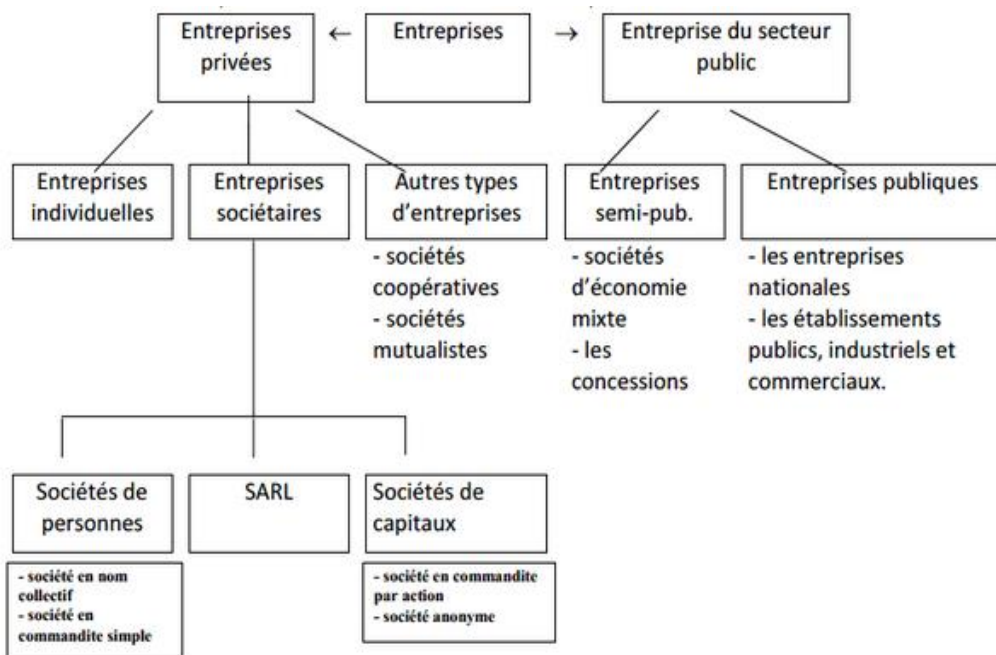 Entreprises privées
← Entreprises →
Entreprise du secteur public
Entreprises
individuelles
Entreprises
sociétaires
Autres types
d'entreprises
- sociétés
coopératives
- sociétés
mutualistes
Entreprises
semi-pub.
- sociétés
d'économie
mixte
- les
concessions
Entreprises publiques
- les entreprises
nationales
- les établissements
publics, industriels et
commerciaux.
Sociétés de
personnes
- société en nom
collectif
- société en
commandite simple
SARL
Sociétés de
capitaux
- société en commandite
par action
- société anonyme